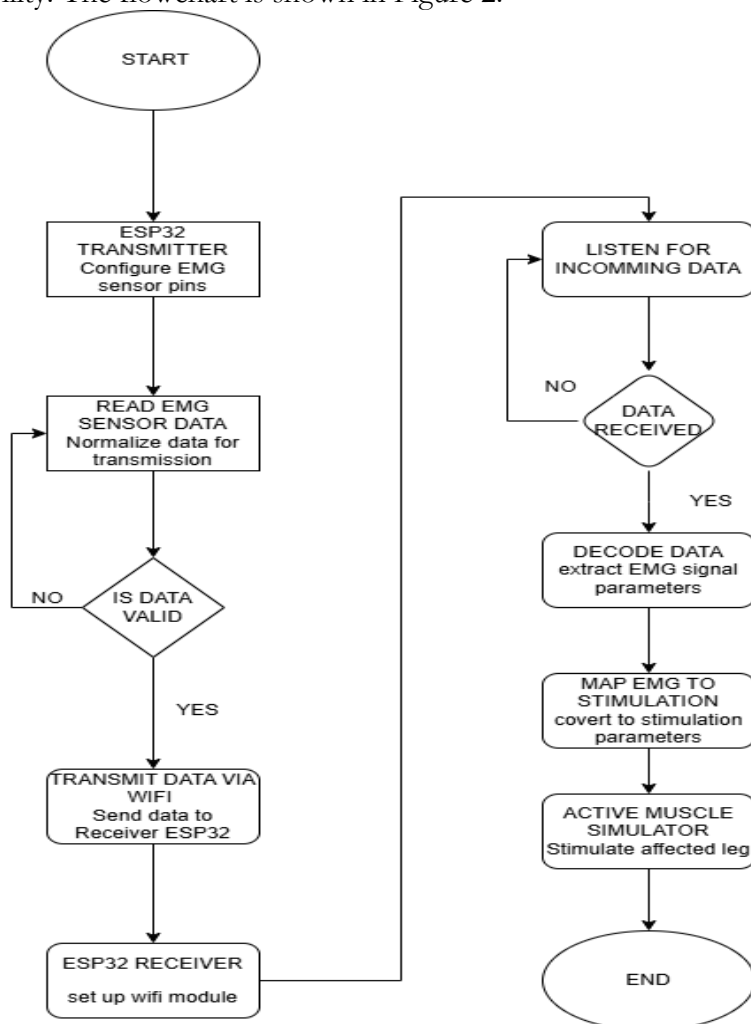 The flowchart is shown in Figure 2.
START
ESP32
TRANSMITTER
Configure EMG
sensor pins
READ EMG
SENSOR DATA
Normalize data for
transmission
NO
IS DATA
VALID
YES
TRANSMIT DATA VIA
WIFI
Send data to
Receiver ESP32
ESP32 RECEIVER
set up wifi module
LISTEN FOR
INCOMMING DATA
NO
DATA
RECEIVED
YES
DECODE DATA
extract EMG signal
parameters
MAP EMG TO
STIMULATION
covert to stimulation
parameters
ACTIVE MUSCLE
SIMULATOR
Stimulate affected leg
END